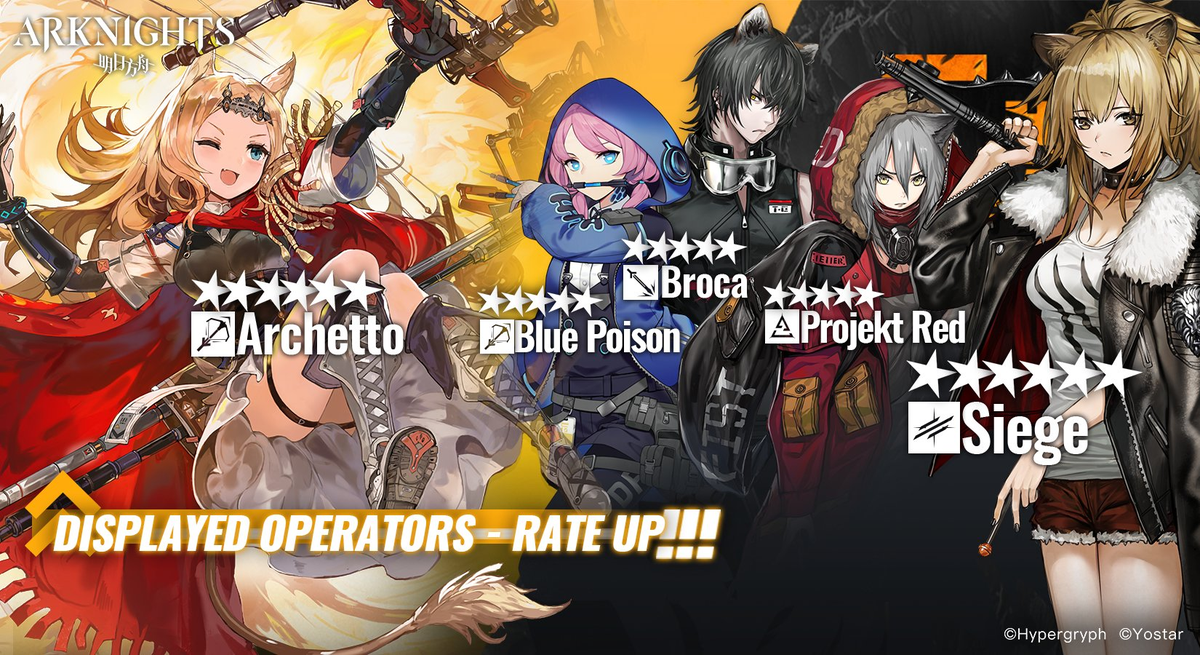 ARKNIGHTS
明日方舟
★★★★★★
Archetto
★★★★★
Blue Poison
★★★★★
Broca
★★★★★
Projekt Red
★★★★★★
Siege
DISPLAYED OPERATORS - RATE UP!!!
©Hypergryph ©Yostar